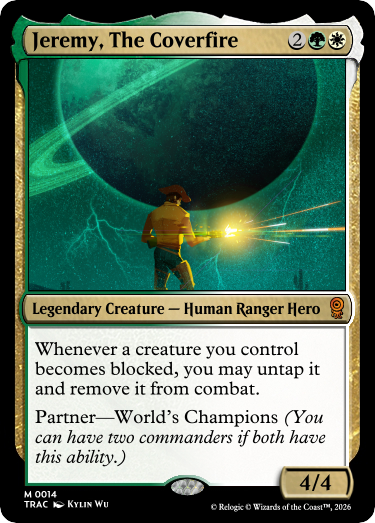 Jeremy, The Coverfire 2
Legendary Creature — Human Ranger Hero
Whenever a creature you control
becomes blocked, you may untap it
and remove it from combat.
Partner—World's Champions (You
can have two commanders if both have
this ability.)
4/4
M 0014
TRAC Kylin Wu
© Relogic © Wizards of the Coast™, 2026